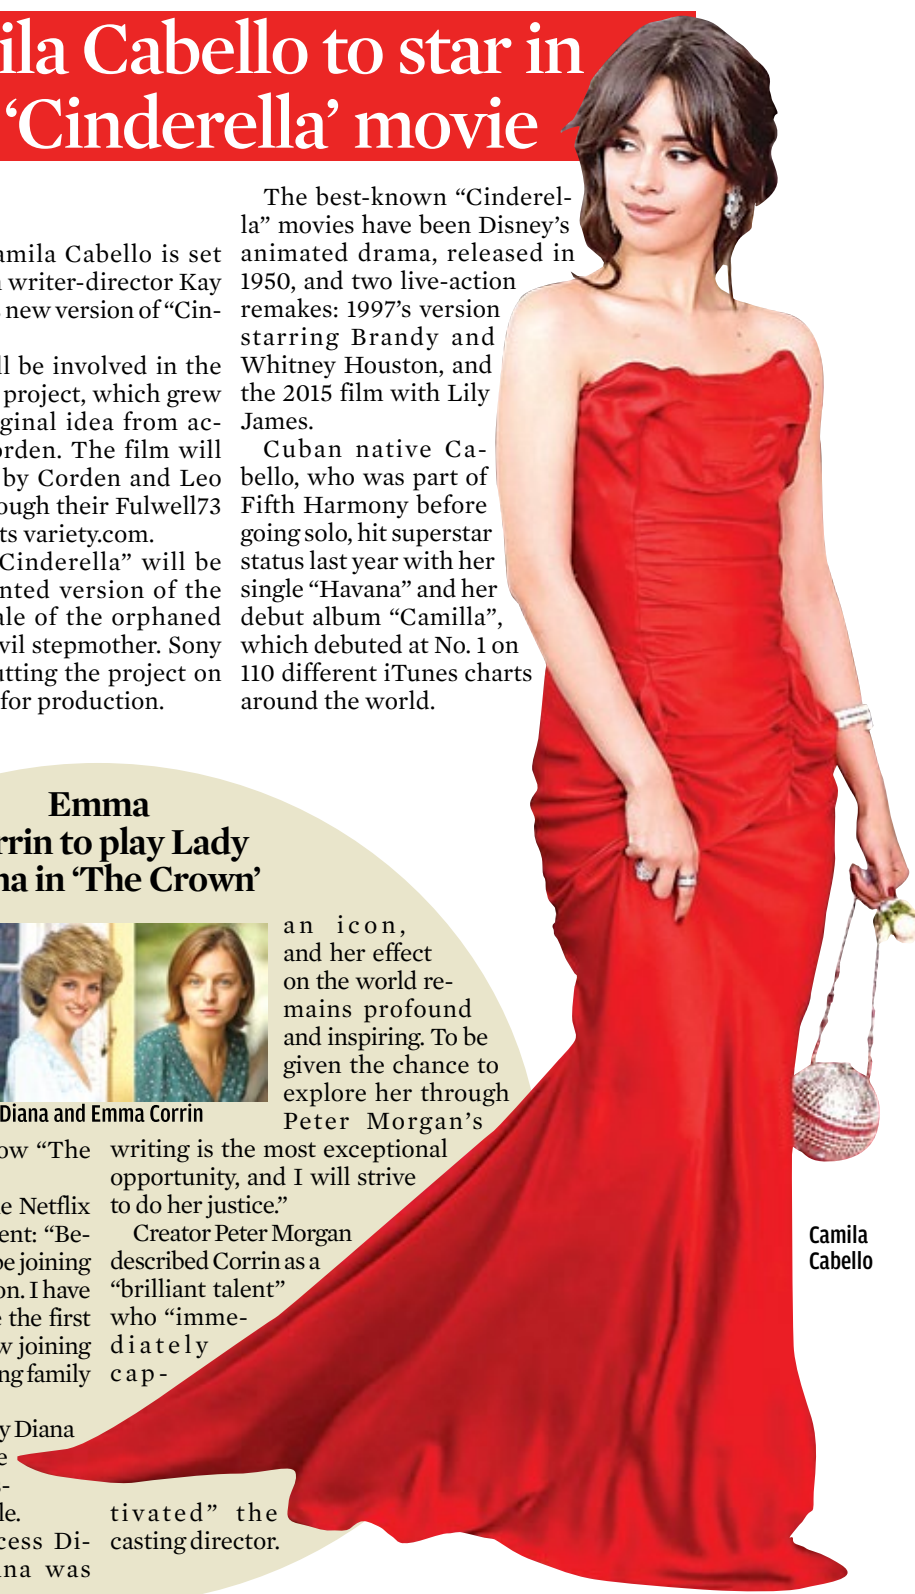 ila Cabello to star in
‘Cinderella’ movie
amila Cabello is set
writer-director Kay
new version of “Cin-
ll be involved in the
project, which grew
ginal idea from ac-
orden. The film will
by Corden and Leo
ough their Fulwell73
ts variety.com.
Cinderella” will be
nted version of the
ale of the orphaned
vil stepmother. Sony
utting the project on
for production.
The best-known “Cinderel-
la” movies have been Disney’s
animated drama, released in
1950, and two live-action
remakes: 1997’s version
starring Brandy and
Whitney Houston, and
the 2015 film with Lily
James.
Cuban native Ca-
bello, who was part of
Fifth Harmony before
going solo, hit superstar
status last year with her
single “Havana” and her
debut album “Camilla”,
which debuted at No. 1 on
110 different iTunes charts
around the world.
Emma
rrin to play Lady
na in ‘The Crown’
Diana and Emma Corrin
ow “The
e Netflix
ent: “Be-
be joining
on. I have
the first
w joining
ng family
y Diana
e
-
le.
cess Di-
na was
an icon,
and her effect
on the world re-
mains profound
and inspiring. To be
given the chance to
explore her through
Peter Morgan’s
writing is the most exceptional
opportunity, and I will strive
to do her justice.”
Creator Peter Morgan
described Corrin as a
“brilliant talent”
who “imme-
diately
cap-
tivated” the
casting director.
Camila
Cabello